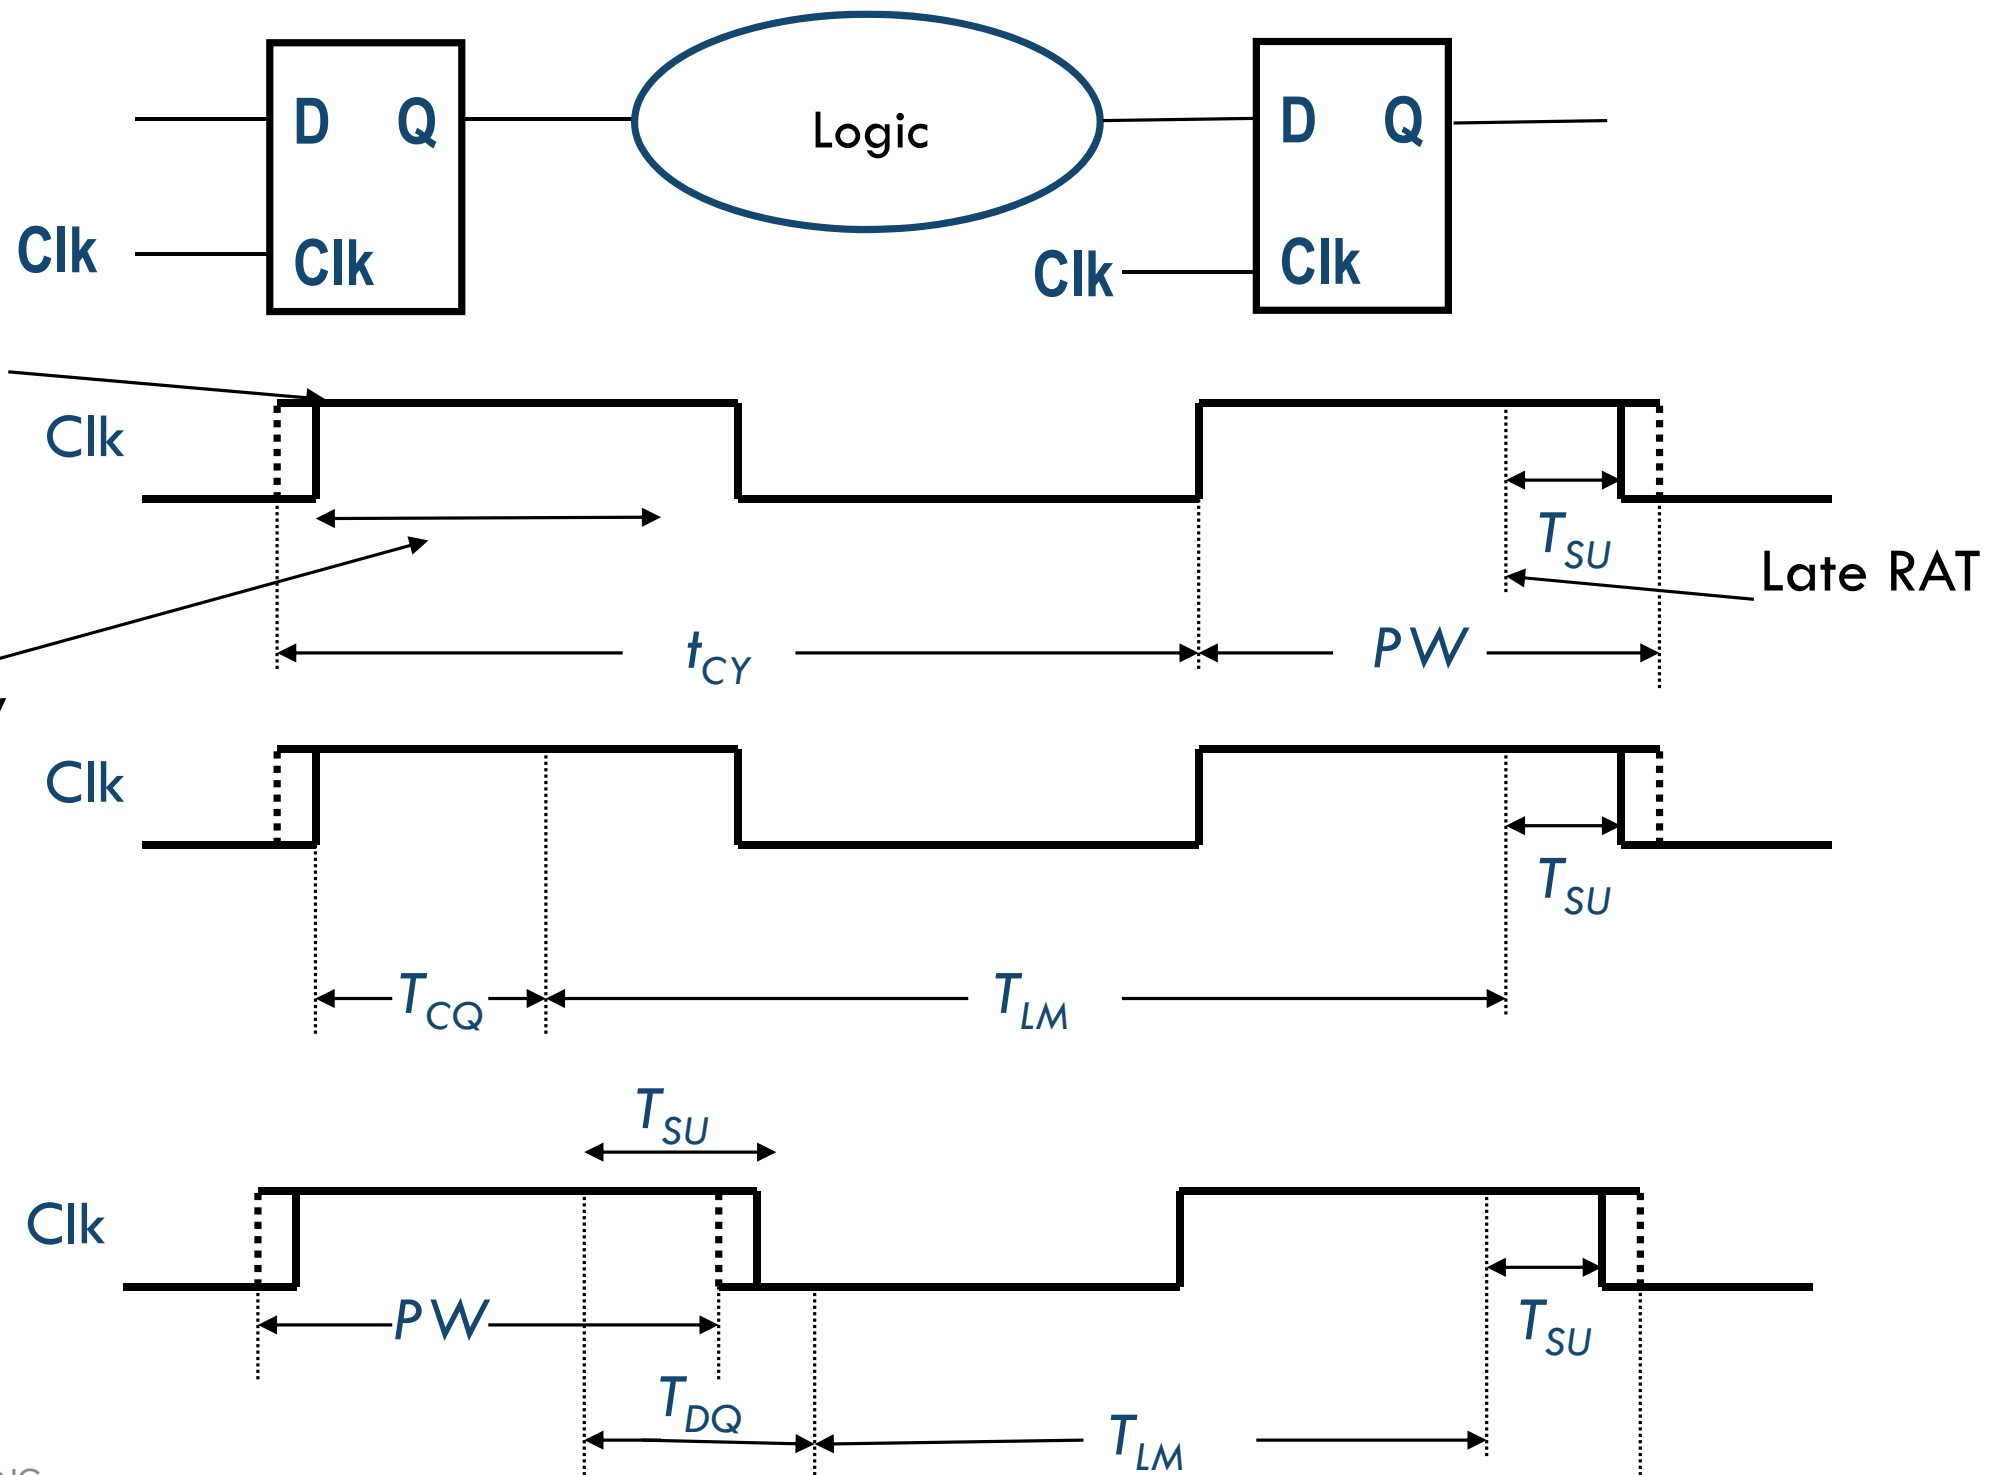 D Q Logic D Q
Clk Clk Clk Clk
Clk
T_SU
Late RAT
t_CY PW
Clk
T_SU
T_CQ T_LM
T_SU
Clk
PW T_SU
T_DQ T_LM